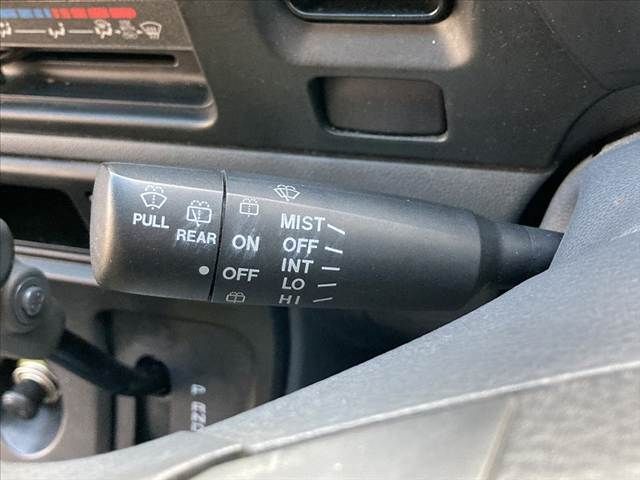 PULL
REAR
ON
OFF
MIST
OFF
INT
LO
HI